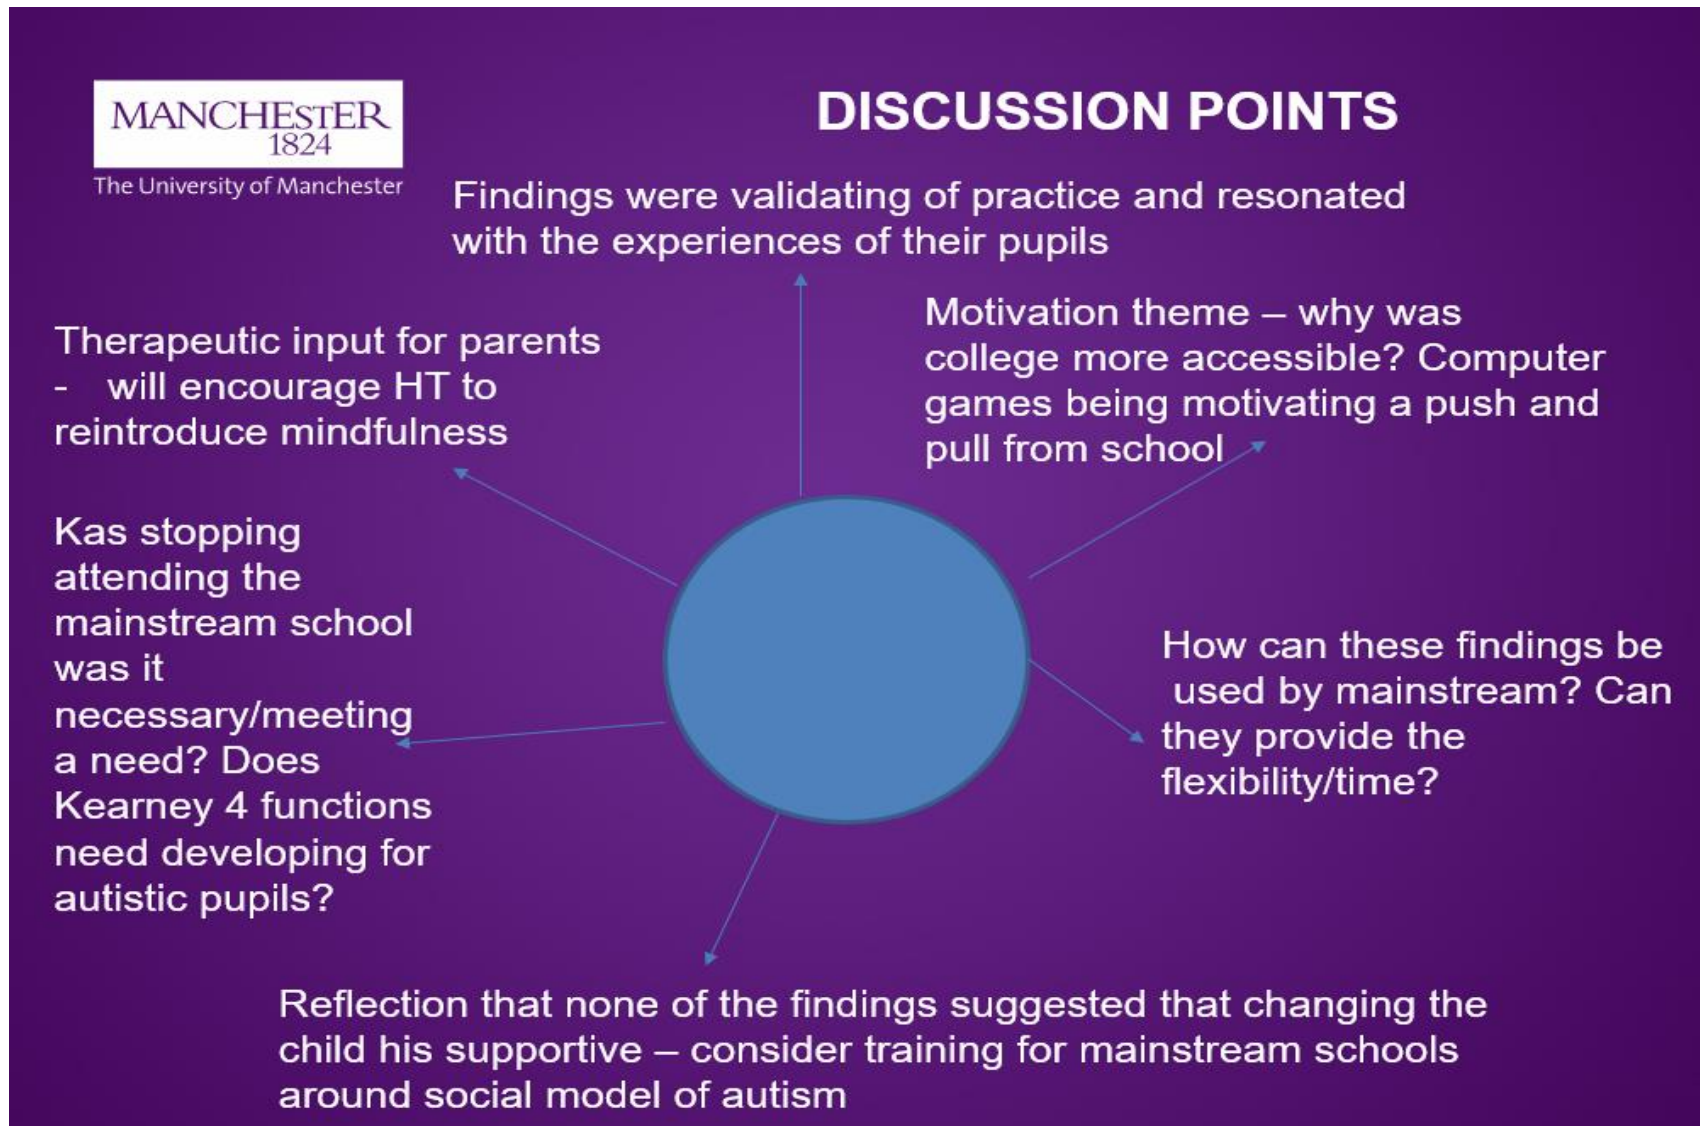 MANCHEsTER
1824
The University of Manchester
DISCUSSION POINTS
Findings were validating of practice and resonated
with the experiences of their pupils
Motivation theme – why was
college more accessible? Computer
games being motivating a push and
pull from school
Therapeutic input for parents
- will encourage HT to
reintroduce mindfulness
Kas stopping
attending the
mainstream school
was it
necessary/meeting
a need? Does
Kearney 4 functions
need developing for
autistic pupils?
How can these findings be
used by mainstream? Can
they provide the
flexibility/time?
Reflection that none of the findings suggested that changing the
child his supportive – consider training for mainstream schools
around social model of autism